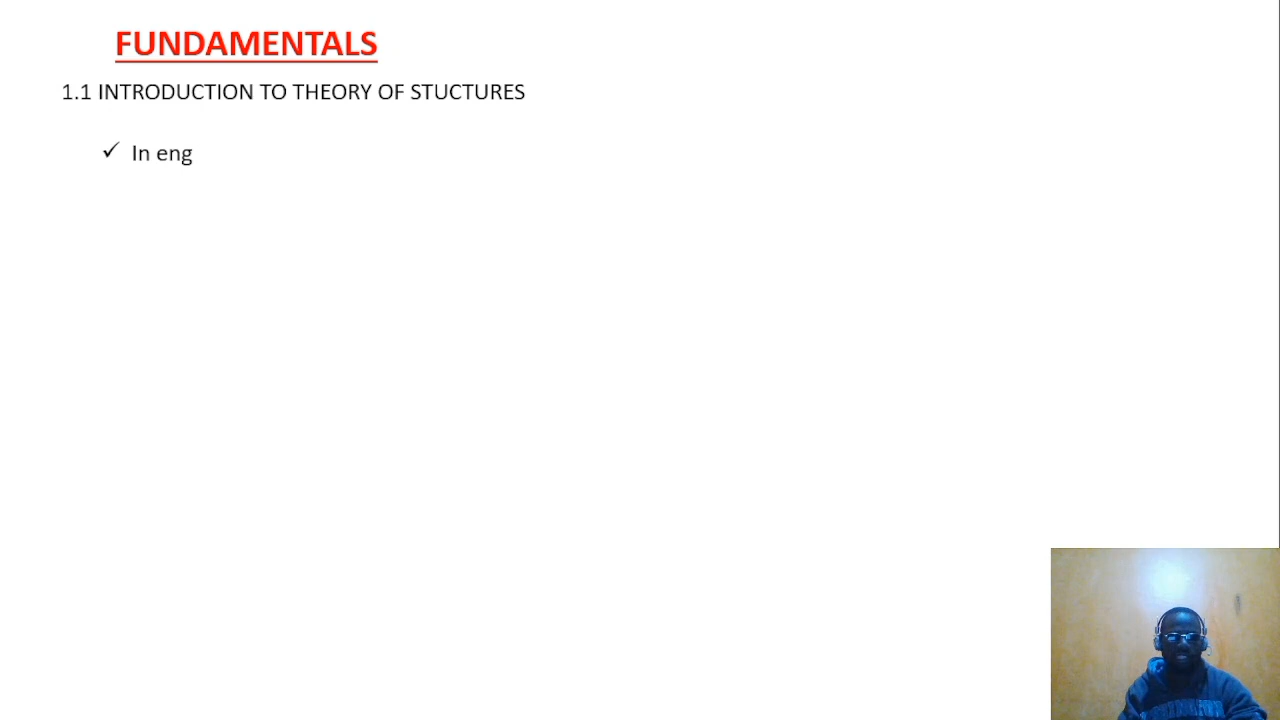 FUNDAMENTALS
1.1 INTRODUCTION TO THEORY OF STUCTURES
✓ In eng